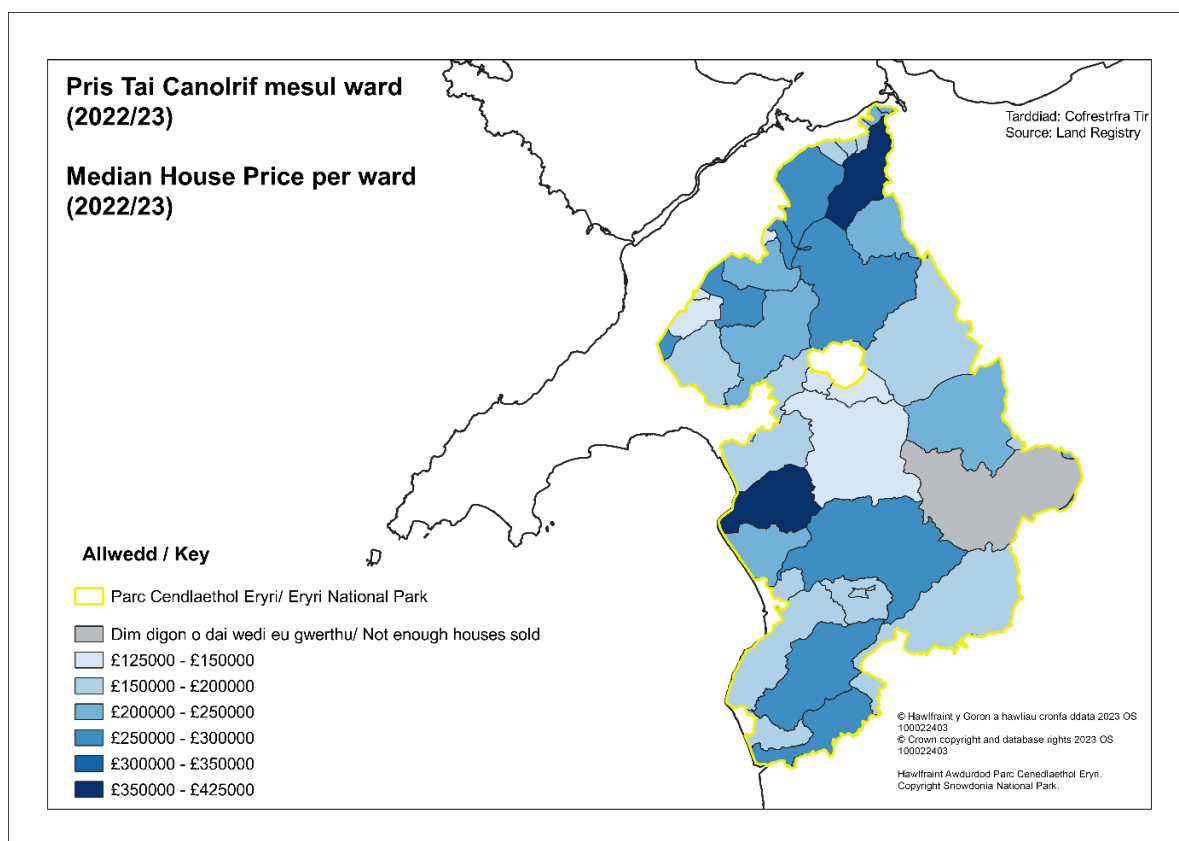 Pris Tai Canolrif mesul ward
(2022/23)
Median House Price per ward
(2022/23)
Tarddiad: Cofrestrfra Tir
Source: Land Registry
Allwedd / Key
Parc Cendlaethol Eryri/ Eryri National Park
Dim digon o dai wedi eu gwerthu/ Not enough houses sold
£125000 - £150000
£150000 - £200000
£200000 - £250000
£250000 - £300000
£300000 - £350000
£350000 - £425000
© Hawlfraint y Goron a hawliau cronfa ddata 2023 OS
100022403
© Crown copyright and database rights 2023 OS
100022403
Hawlfraint Awdurdod Parc Cenedlaethol Eryri.
Copyright Snowdonia National Park.